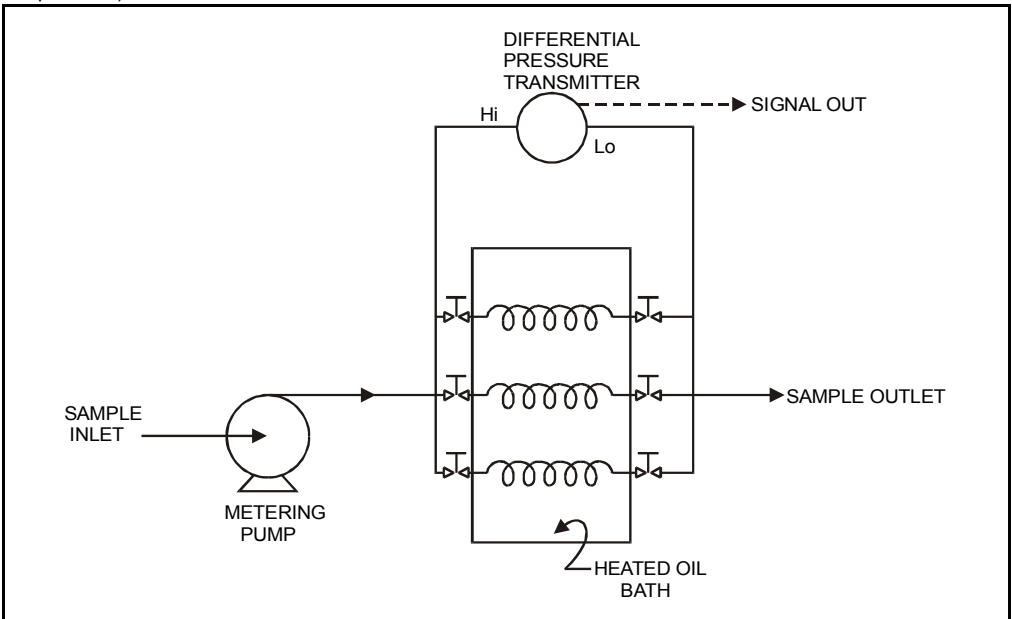 DIFFERENTIAL
PRESSURE
TRANSMITTER
SIGNAL OUT
Hi
Lo
SAMPLE OUTLET
SAMPLE
INLET
METERING
PUMP
HEATED OIL
BATH